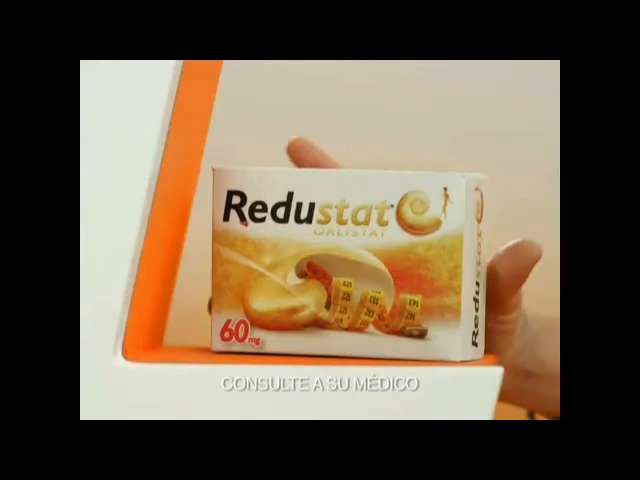 Redustat
ORLISTAT
60mg
Redustat
CONSULTE A SU MÉDICO